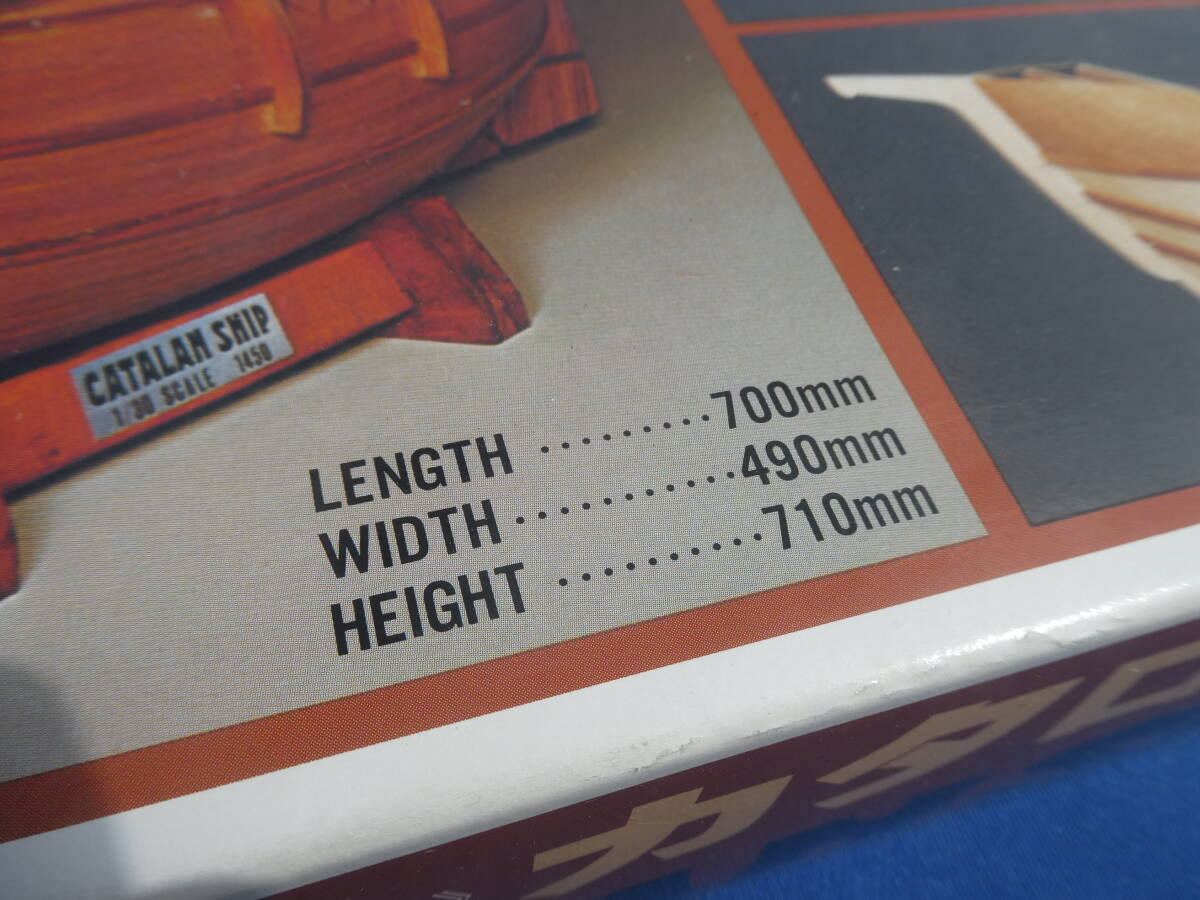 CATALAN SHIP
1/30 SCALE 1450
LENGTH ·········700mm
WIDTH ···········490mm
HEIGHT ··········710mm
カタロ